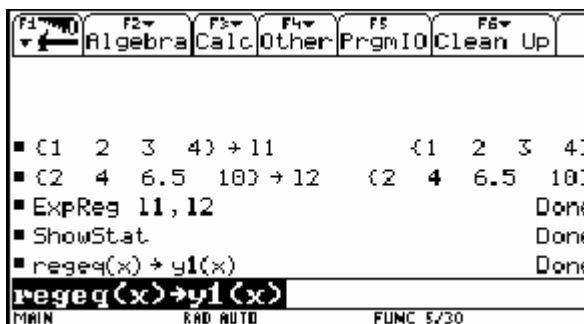 F1 F2 F3 F4 F5 F6
Algebra Calc Other PrgmIO Clean Up
{1 2 3 4} → l1 {1 2 3 4}
{2 4 6.5 10} → l2 {2 4 6.5 10}
ExpReg l1,l2 Done
ShowStat Done
regeq(x) → y1(x) Done
regeq(x)→y1(x)
MAIN RAD AUTO FUNC 5/30